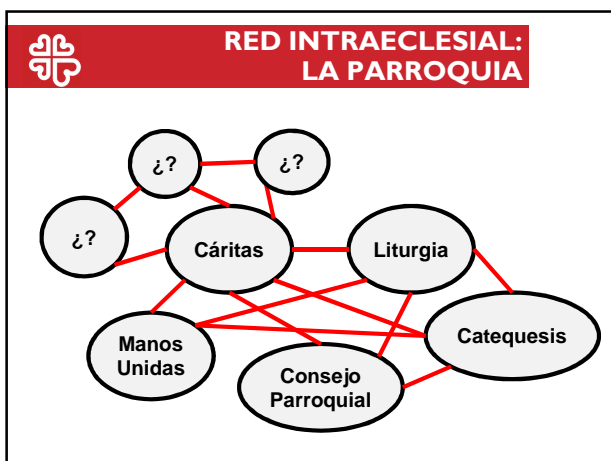 RED INTRAECLESIAL:
LA PARROQUIA
¿?
¿?
¿?
Cáritas
Liturgia
Manos
Unidas
Consejo
Parroquial
Catequesis